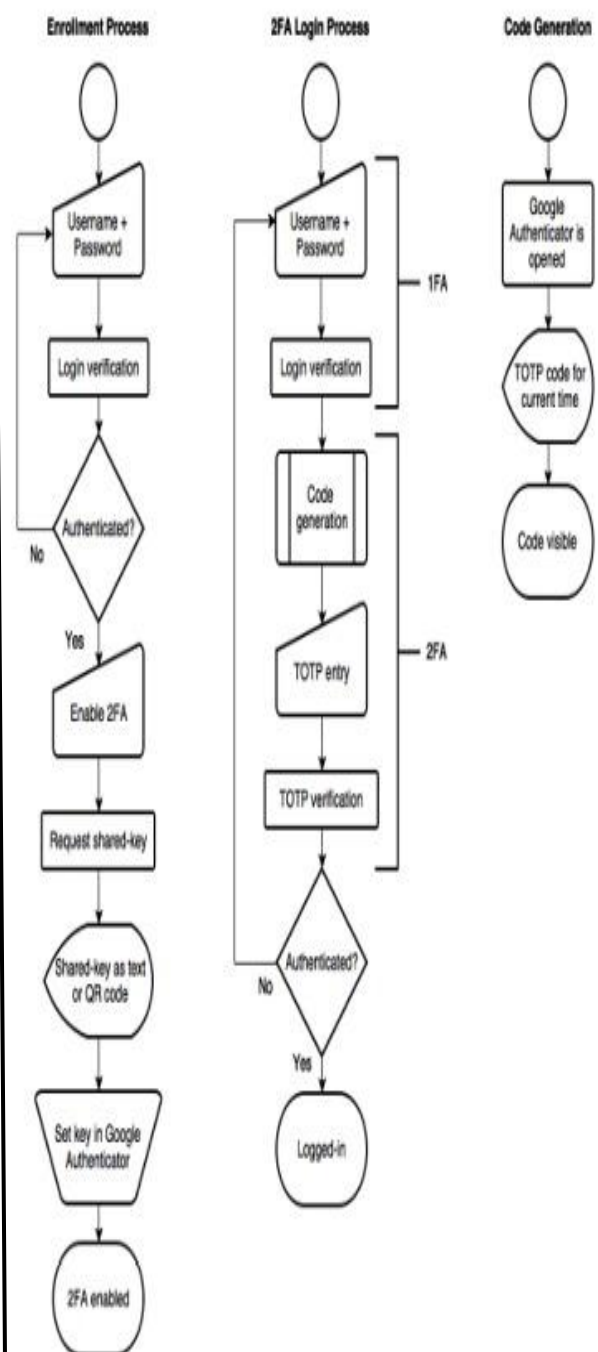 Enrollment Process
Username +
Password
Login verification
Authenticated?
No
Yes
Enable 2FA
Request shared-key
Shared-key as text
or QR code
Set key in Google
Authenticator
2FA enabled
2FA Login Process
Username +
Password
1FA
Login verification
Code
generation
TOTP entry
2FA
TOTP verification
Authenticated?
No
Yes
Logged-in
Code Generation
Google
Authenticator is
opened
TOTP code for
current time
Code visible